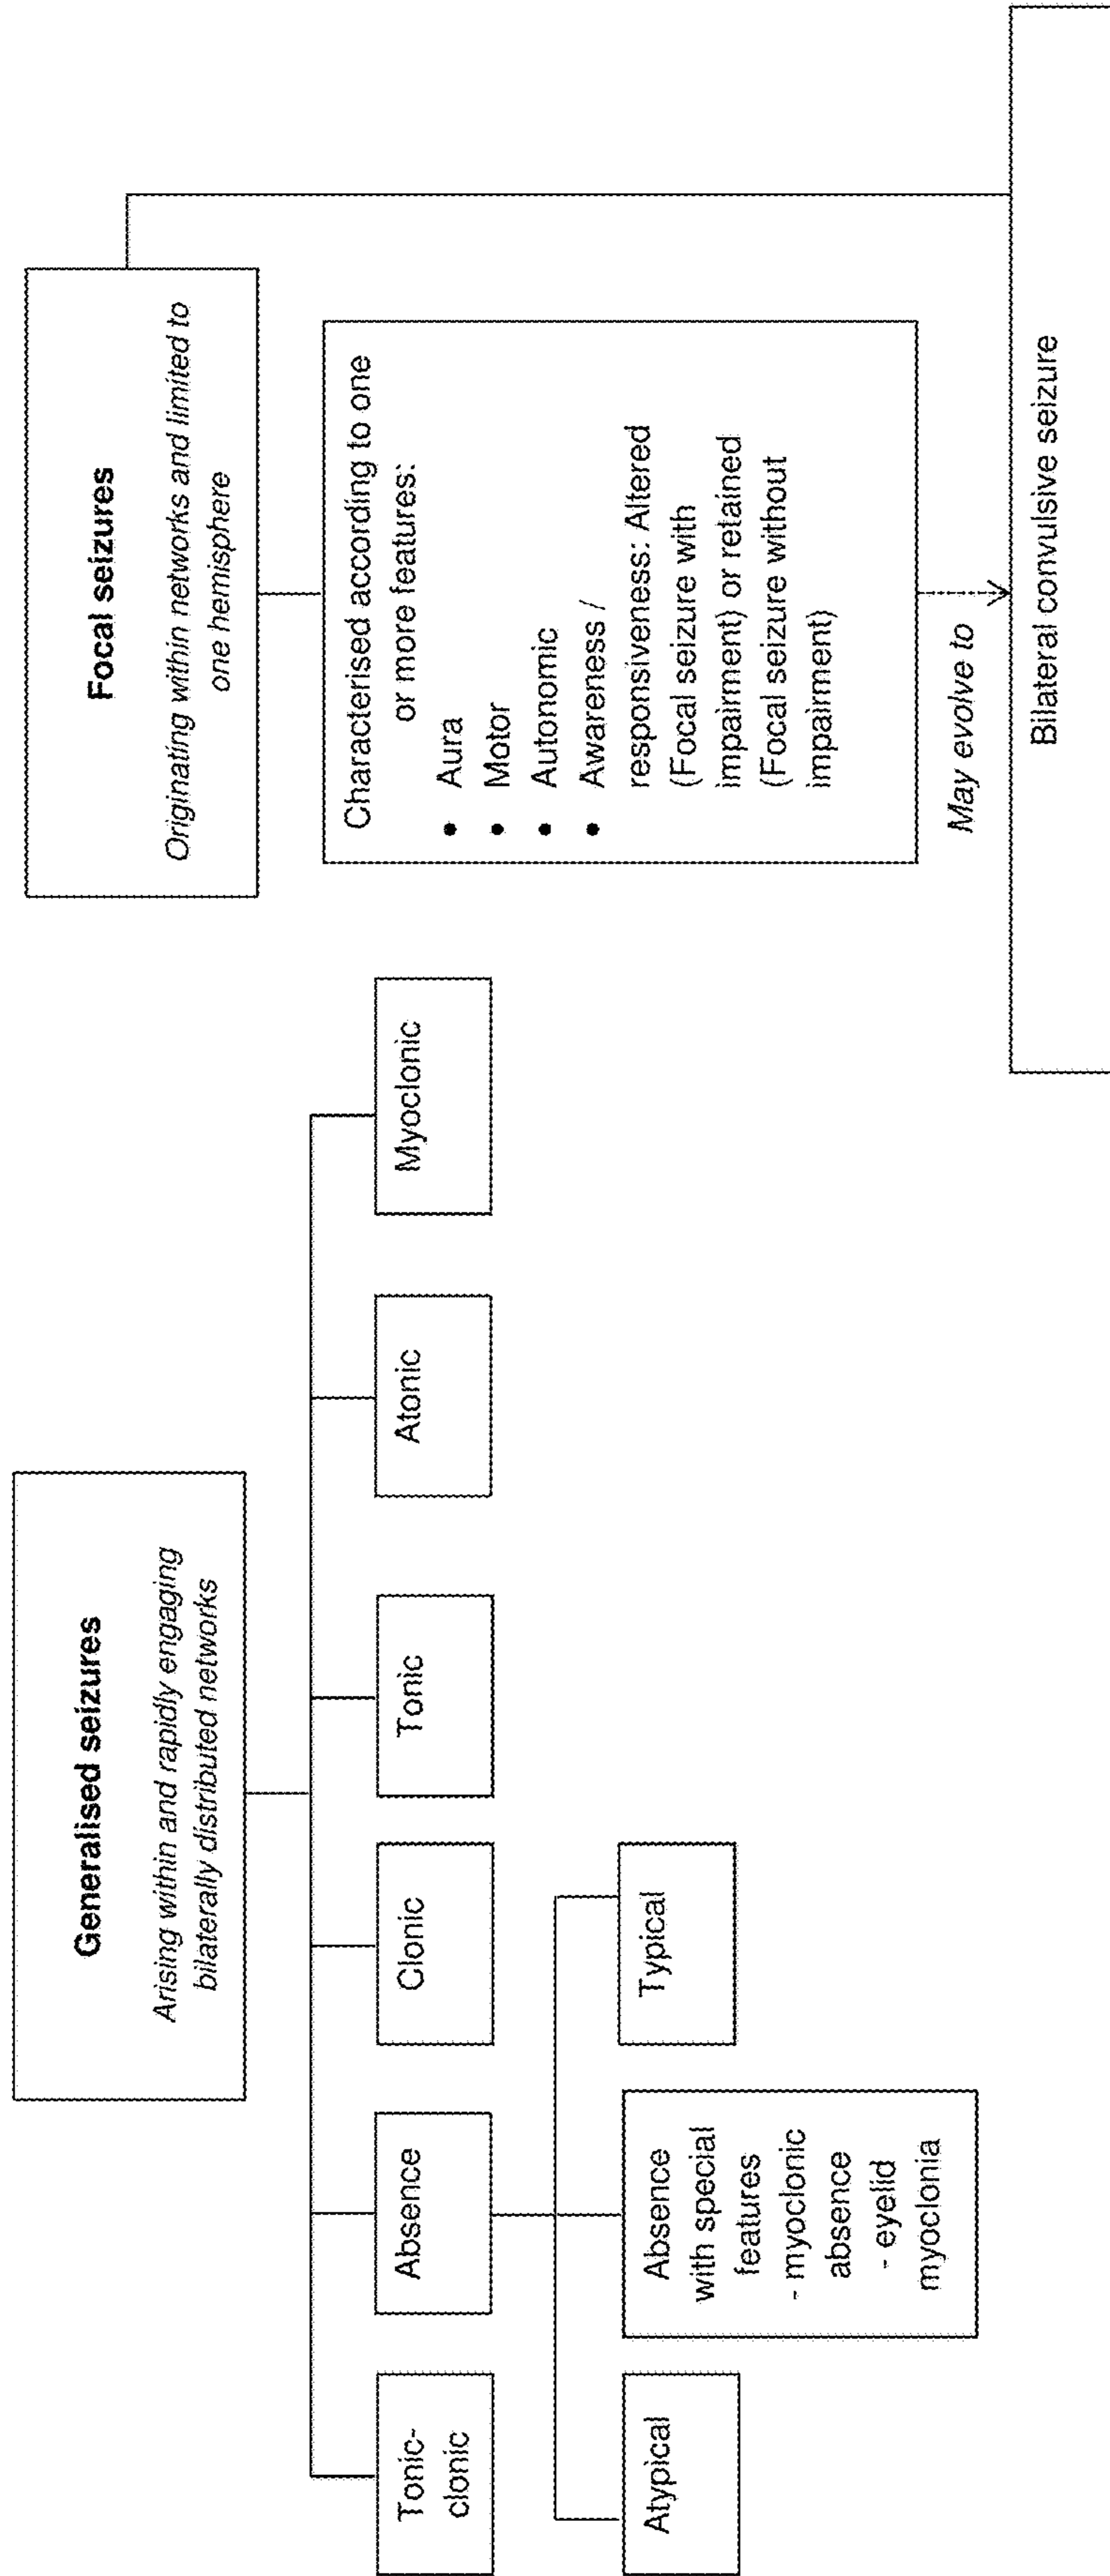 Generalised seizures
Arising within and rapidly engaging
bilaterally distributed networks
Tonic-
clonic
Absence
Clonic
Tonic
Atonic
Myoclonic
Atypical
Absence
with special
features
- myoclonic
absence
- eyelid
myoclonia
Typical
Focal seizures
Originating within networks and limited to
one hemisphere
Characterised according to one
or more features:
• Aura
• Motor
• Autonomic
• Awareness /
responsiveness: Altered
(Focal seizure with
impairment) or retained
(Focal seizure without
impairment)
May evolve to
Bilateral convulsive seizure